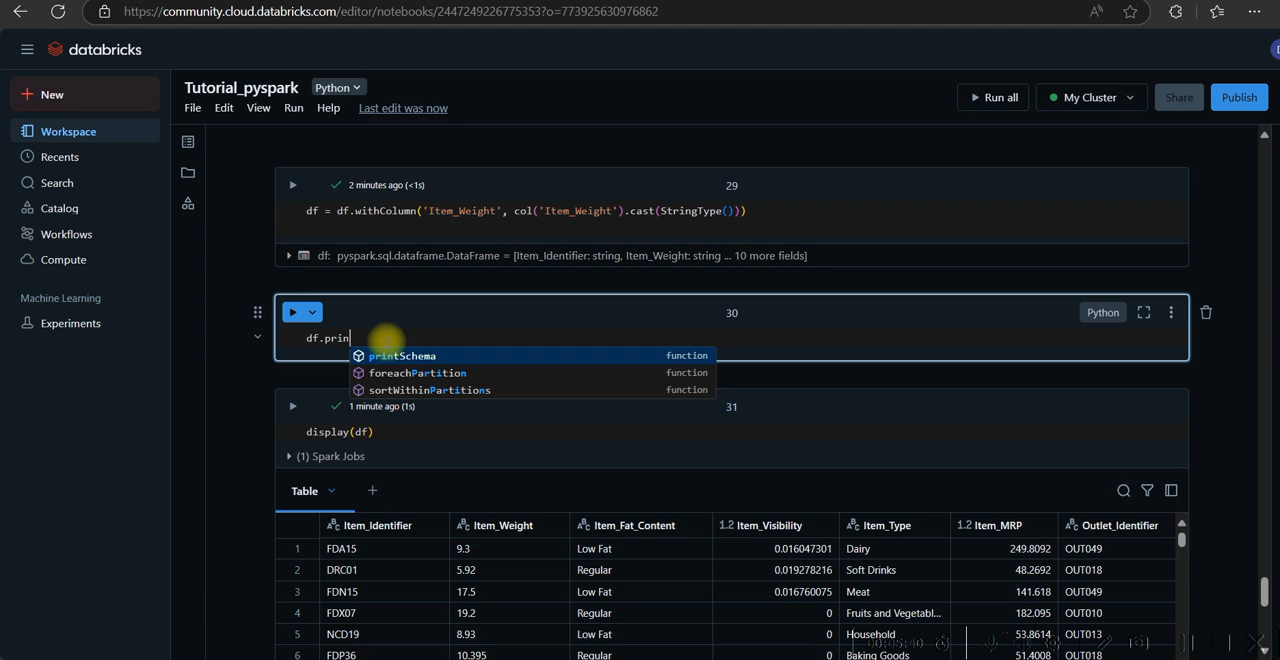 https://community.cloud.databricks.com/editor/notebooks/2447249226775353?o=773925630976862
databricks
New
Workspace
Recents
Search
Catalog
Workflows
Compute
Machine Learning
Experiments
Tutorial_pyspark Python
File Edit View Run Help Last edit was now
Run all My Cluster Share Publish
2 minutes ago (<1s) 29
df = df.withColumn('Item_Weight', col('Item_Weight').cast(StringType()))
df: pyspark.sql.dataframe.DataFrame = [Item_Identifier: string, Item_Weight: string ... 10 more fields]
30 Python
df.prin
printSchema function
foreachPartition function
sortWithinPartitions function
1 minute ago (1s) 31
display(df)
(1) Spark Jobs
Table
Item_Identifier Item_Weight Item_Fat_Content 1.2 Item_Visibility Item_Type 1.2 Item_MRP Outlet_Identifier
1 FDA15 9.3 Low Fat 0.016047301 Dairy 249.8092 OUT049
2 DRC01 5.92 Regular 0.019278216 Soft Drinks 48.2692 OUT018
3 FDN15 17.5 Low Fat 0.016760075 Meat 141.618 OUT049
4 FDX07 19.2 Regular 0 Fruits and Vegetabl... 182.095 OUT010
5 NCD19 8.93 Low Fat 0 Household 53.8614 OUT013
6 FDP36 10.395 Regular 0 Baking Goods 51.4008 OUT018